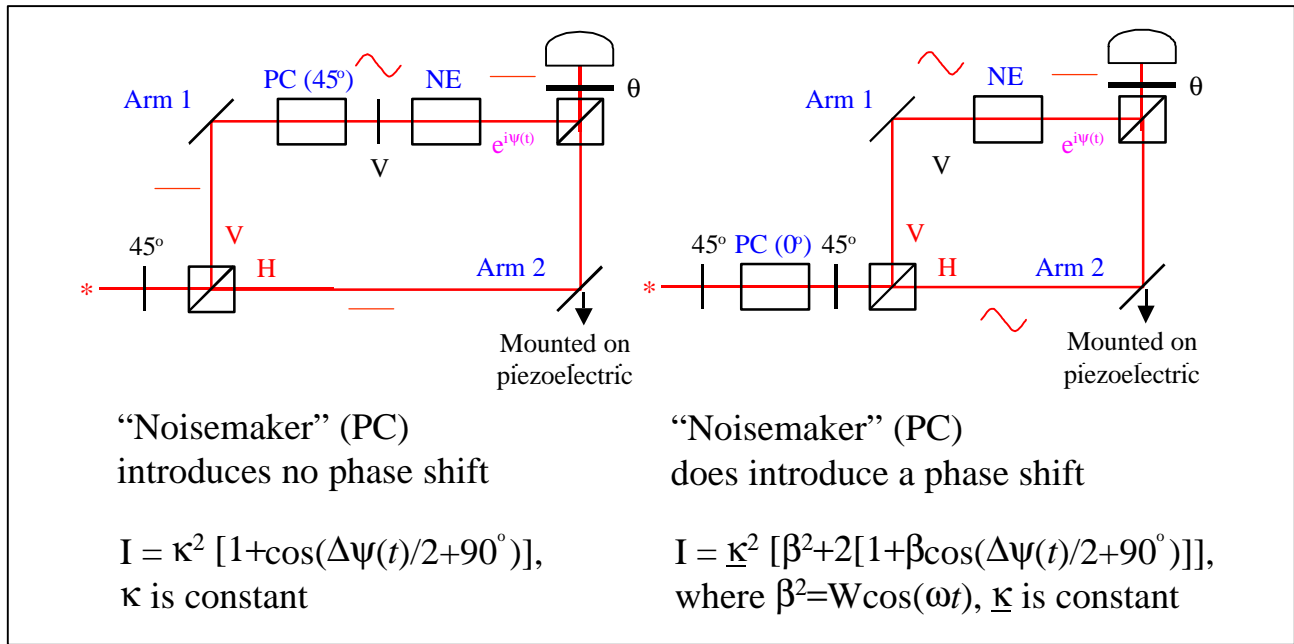 PC (45°) NE θ
Arm 1
e^{iψ(t)}
V
45°
V
H
Arm 2
*
Mounted on
piezoelectric
“Noisemaker” (PC)
introduces no phase shift
I = κ² [1+cos(Δψ(t)/2+90°)],
κ is constant
NE θ
Arm 1
e^{iψ(t)}
V
45° PC (0°) 45°
V
H
Arm 2
*
Mounted on
piezoelectric
“Noisemaker” (PC)
does introduce a phase shift
I = κ² [β²+2[1+βcos(Δψ(t)/2+90°)]],
where β²=Wcos(ωt), κ is constant